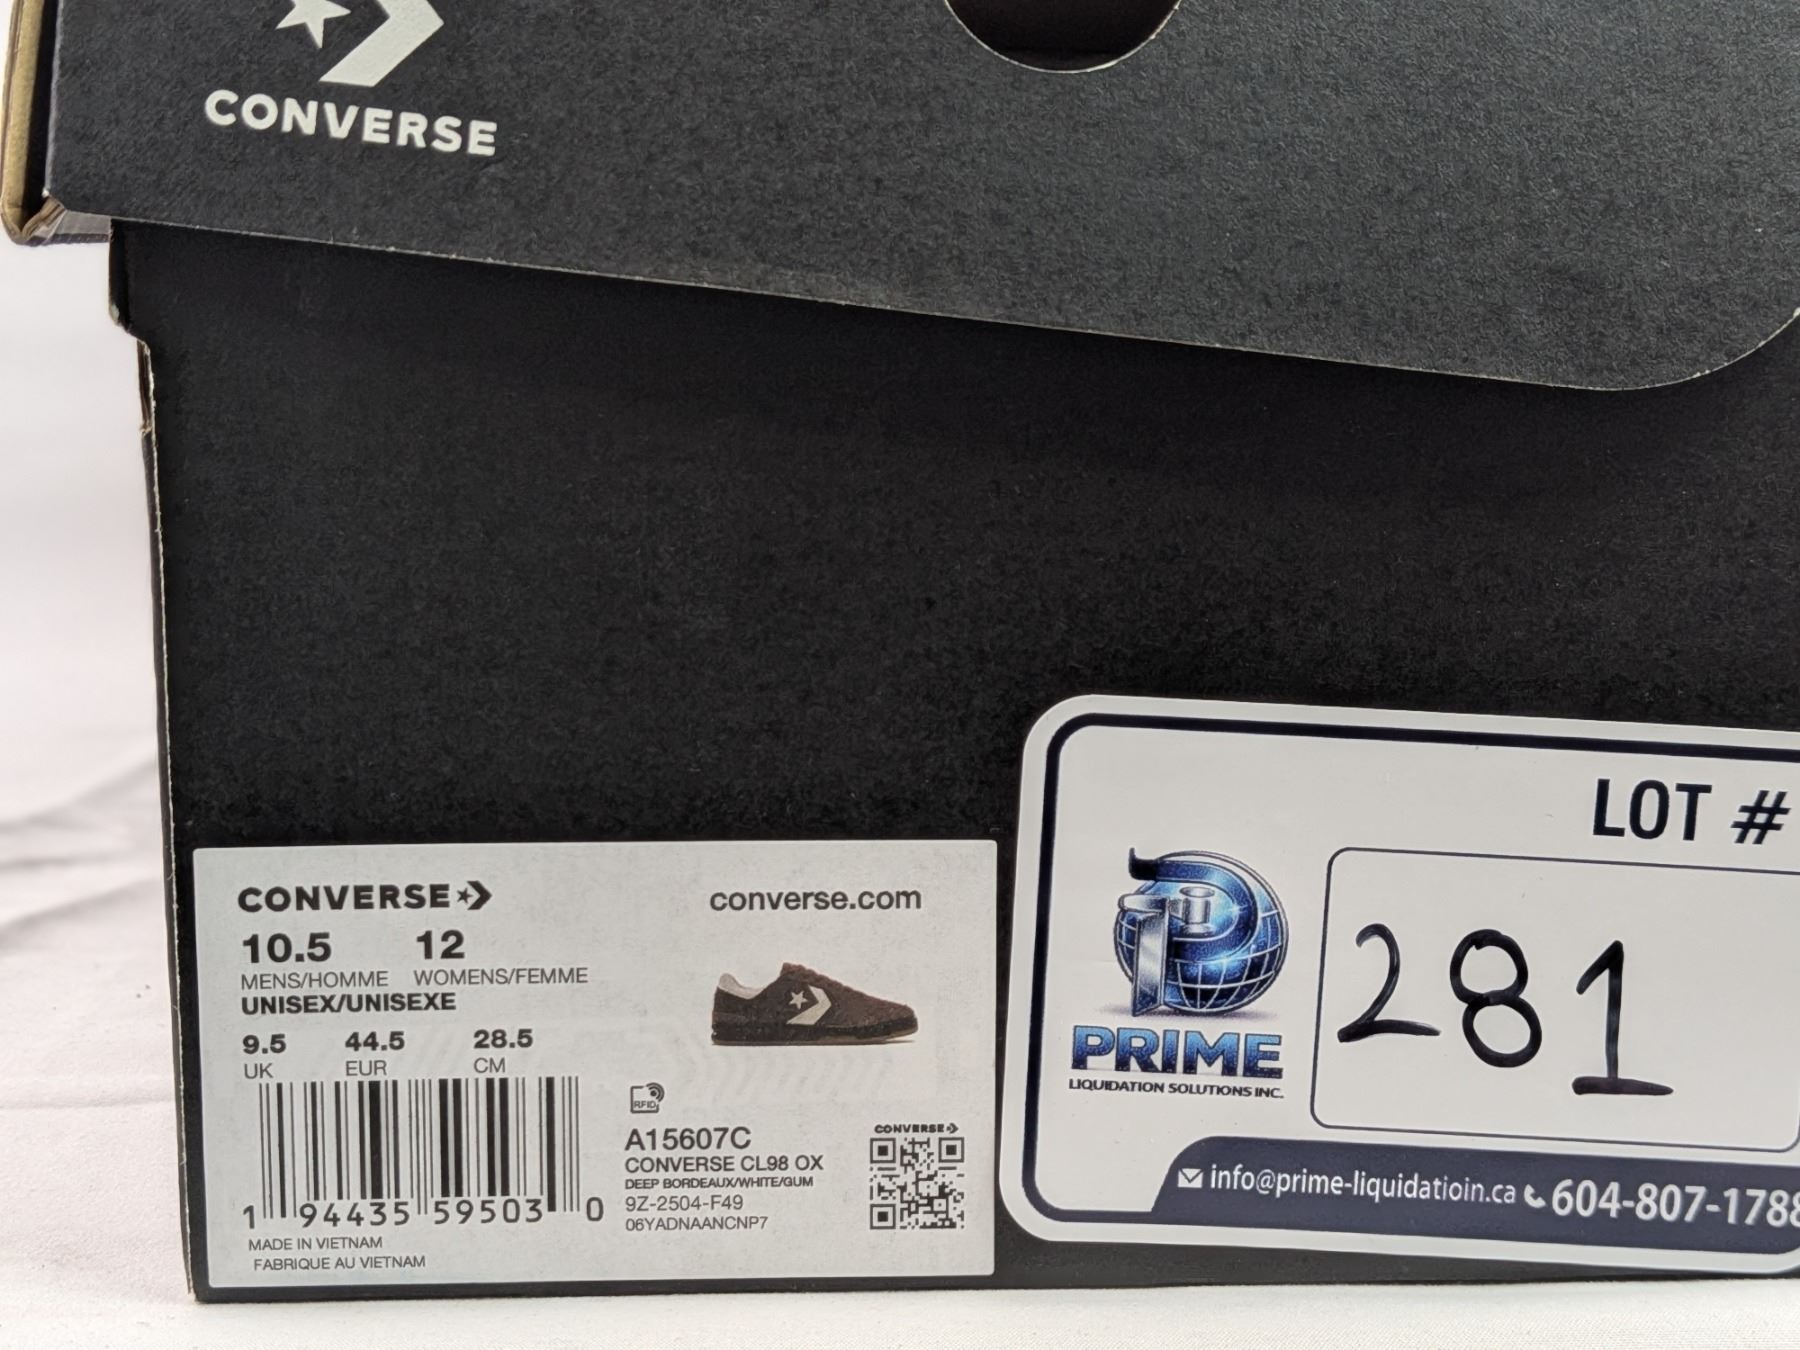 CONVERSE
CONVERSE
converse.com
10.5 12
MENS/HOMME WOMENS/FEMME
UNISEX/UNISEXE
9.5 44.5 28.5
UK EUR CM
RFID
A15607C
CONVERSE CL98 OX
DEEP BORDEAUX/WHITE/GUM
9Z-2504-F49
06YADNAANCNP7
CONVERSE
1 94435 59503 0
MADE IN VIETNAM
FABRIQUE AU VIETNAM
LOT #
281
PRIME
LIQUIDATION SOLUTIONS INC.
info@prime-liquidatioin.ca 604-807-1788